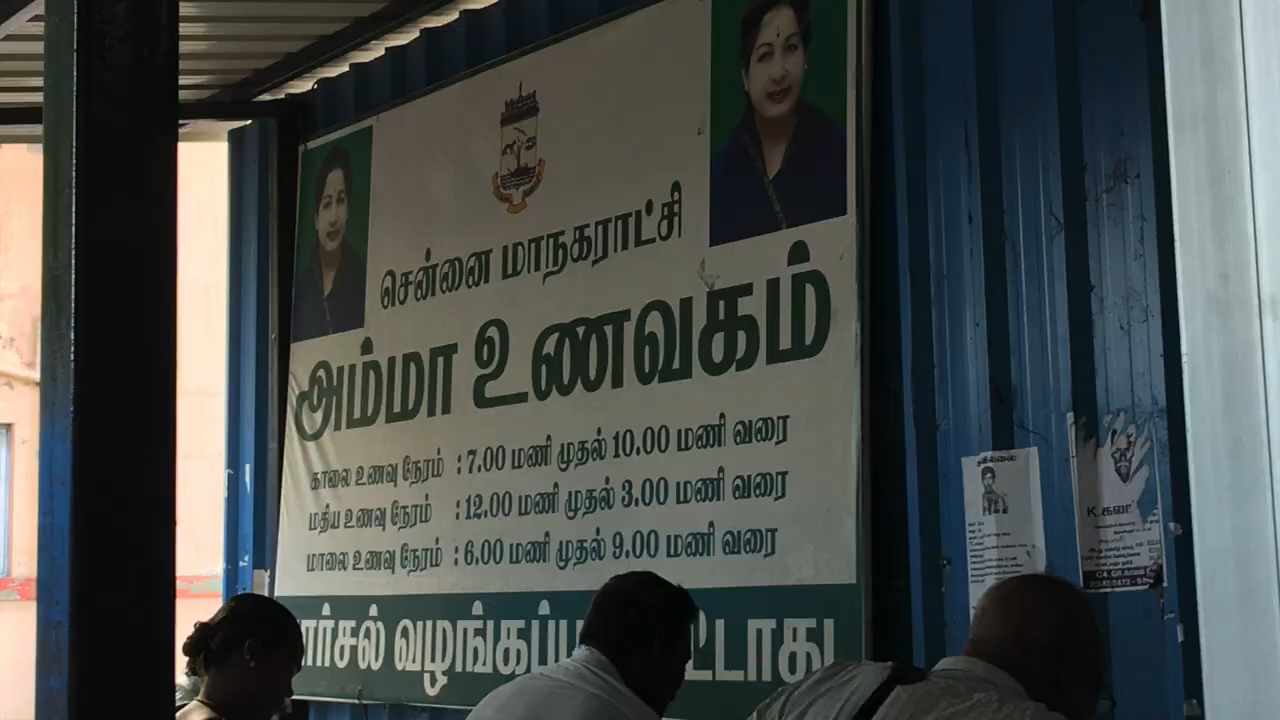 சென்னை மாநகராட்சி
அம்மா உணவகம்
காலை உணவு நேரம் : 7.00 மணி முதல் 10.00 மணி வரை
மதிய உணவு நேரம் : 12.00 மணி முதல் 3.00 மணி வரை
மாலை உணவு நேரம் : 6.00 மணி முதல் 9.00 மணி வரை
வழங்கப்ப
K.கலா